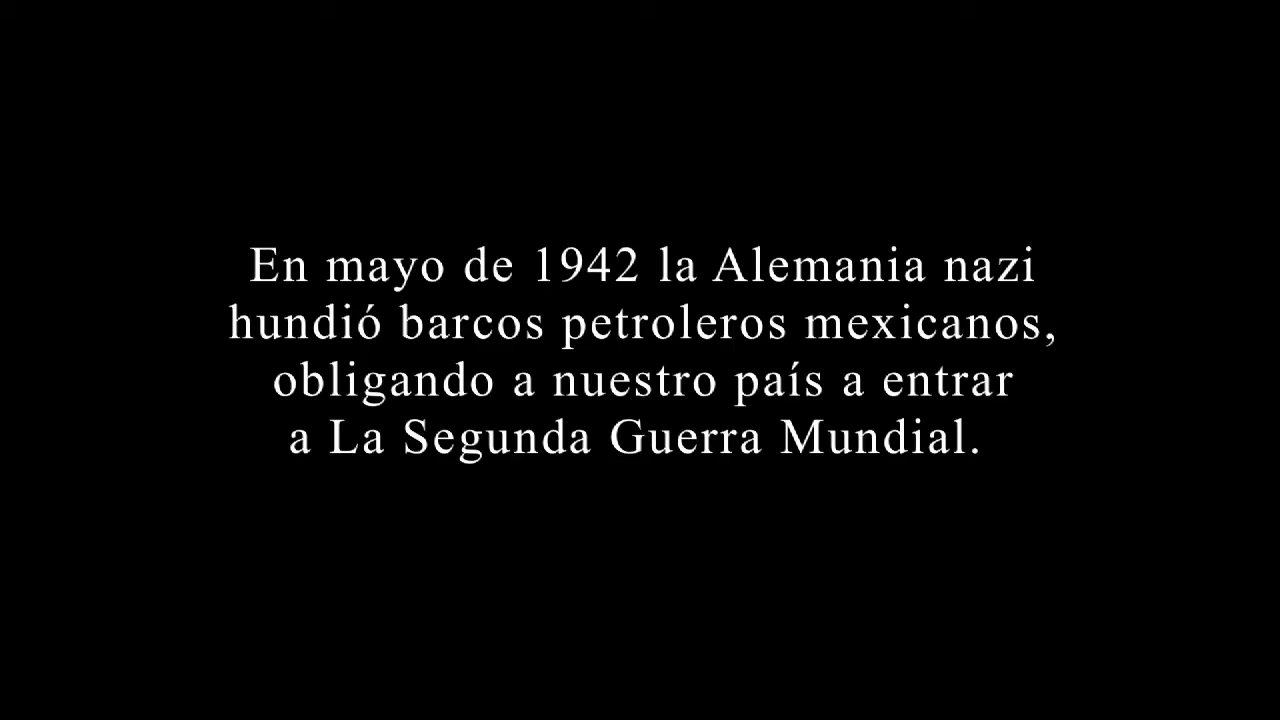 En mayo de 1942 la Alemania nazi
hundió barcos petroleros mexicanos,
obligando a nuestro país a entrar
a La Segunda Guerra Mundial.